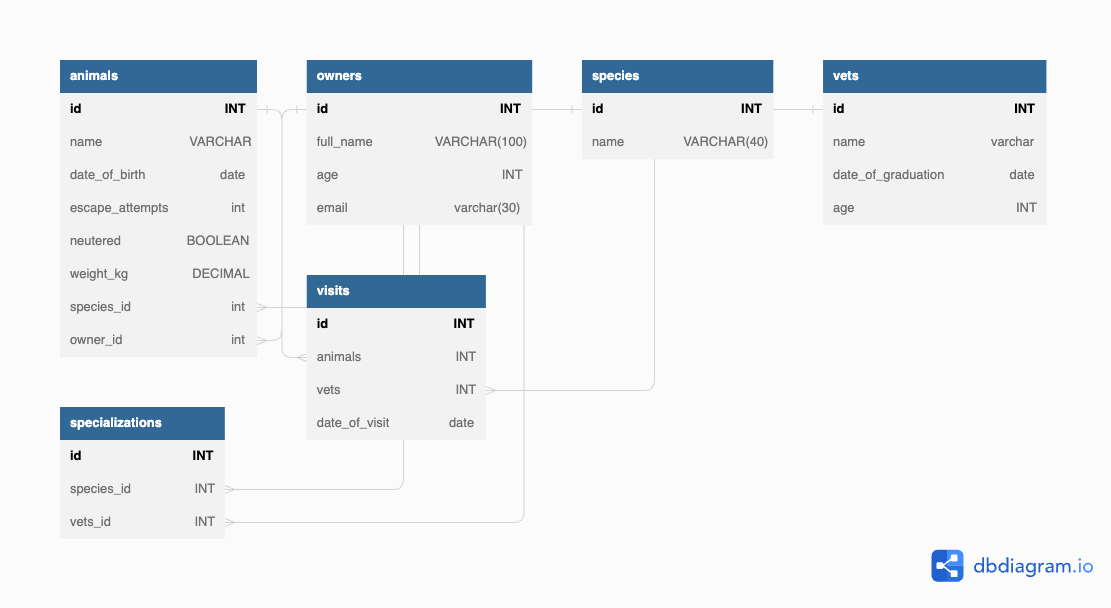 animals
id INT
name VARCHAR
date_of_birth date
escape_attempts int
neutered BOOLEAN
weight_kg DECIMAL
species_id int
owner_id int
owners
id INT
full_name VARCHAR(100)
age INT
email varchar(30)
species
id INT
name VARCHAR(40)
vets
id INT
name varchar
date_of_graduation date
age INT
visits
id INT
animals INT
vets INT
date_of_visit date
specializations
id INT
species_id INT
vets_id INT
dbdiagram.io